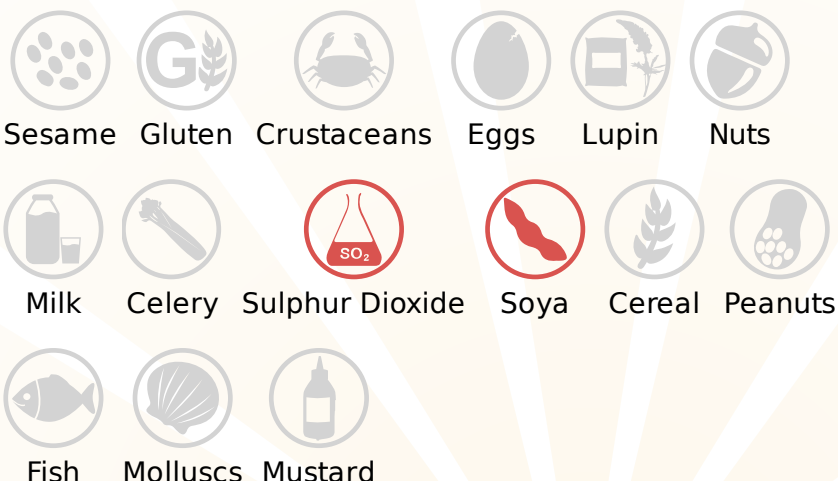 G
Sesame Gluten Crustaceans Eggs Lupin Nuts
SO₂
Milk Celery Sulphur Dioxide Soya Cereal Peanuts
Fish Molluscs Mustard